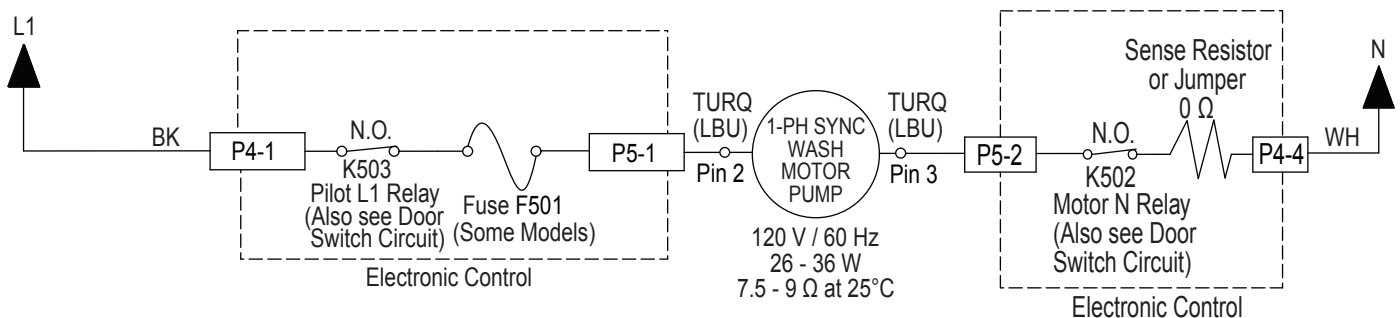 L1
BK
P4-1
N.O.
K503
Pilot L1 Relay
(Also see Door
Switch Circuit)
Fuse F501
(Some Models)
P5-1
Electronic Control
TURQ
(LBU)
Pin 2
1-PH SYNC
WASH
MOTOR
PUMP
120 V / 60 Hz
26 - 36 W
7.5 - 9 Ω at 25°C
TURQ
(LBU)
Pin 3
P5-2
N.O.
K502
Motor N Relay
(Also see Door
Switch Circuit)
Sense Resistor
or Jumper
0 Ω
P4-4
Electronic Control
WH
N